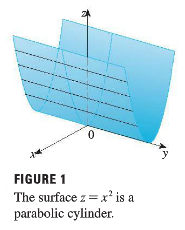 z
0
x
y
FIGURE 1
The surface z = x² is a
parabolic cylinder.